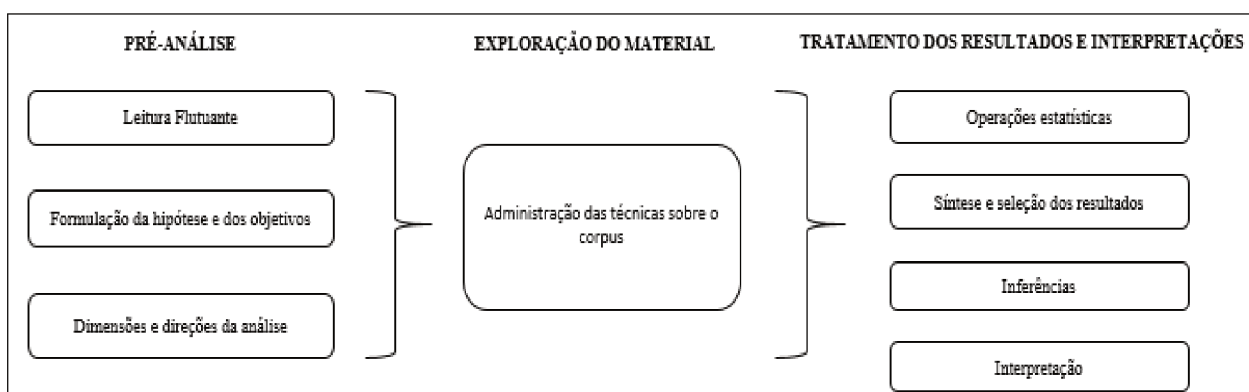 PRÉ-ANÁLISE
Leitura Flutuante
Formulação da hipótese e dos objetivos
Dimensões e direções da análise
EXPLORAÇÃO DO MATERIAL
Administração das técnicas sobre o
corpus
TRATAMENTO DOS RESULTADOS E INTERPRETAÇÕES
Operações estatísticas
Síntese e seleção dos resultados
Inferências
Interpretação